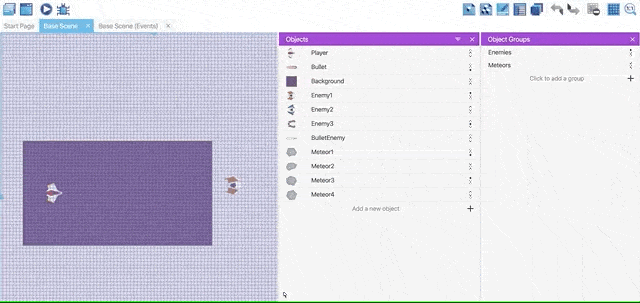 Start Page
Base Scene
Base Scene (Events)
Objects
Player
Bullet
Background
Enemy1
Enemy2
Enemy3
BulletEnemy
Meteor1
Meteor2
Meteor3
Meteor4
Add a new object
Object Groups
Enemies
Meteors
Click to add a group